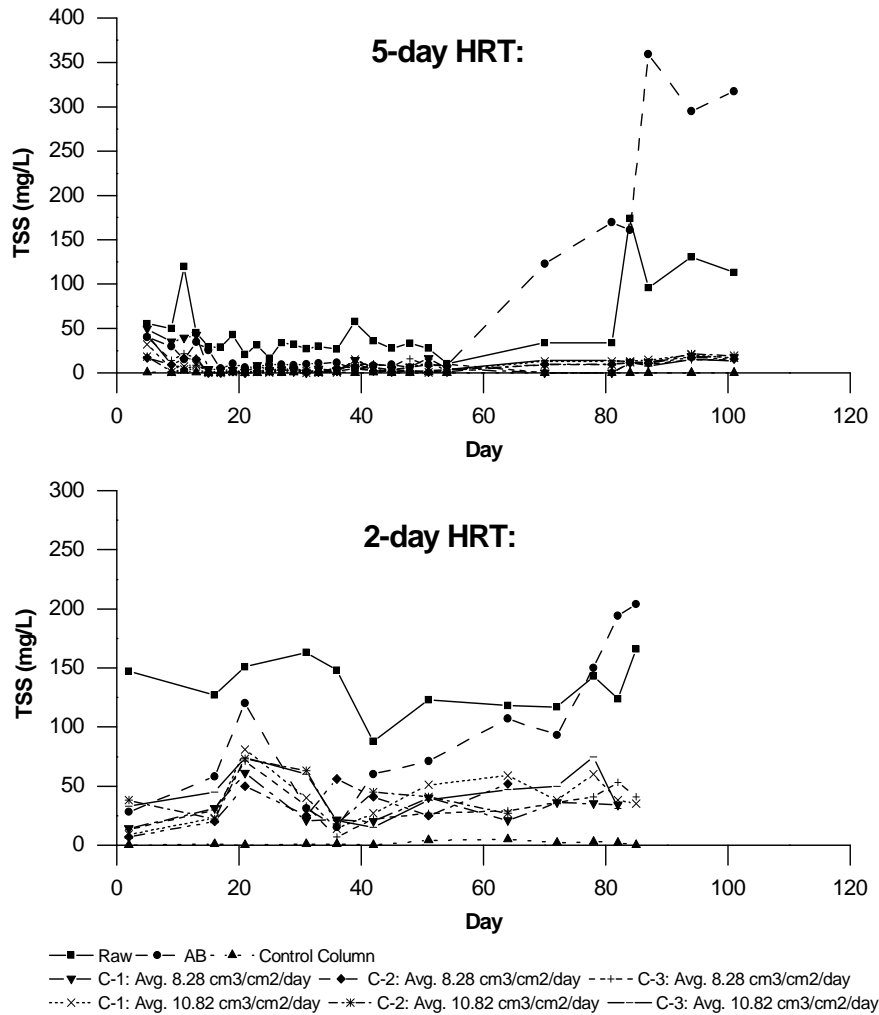 5-day HRT:
TSS (mg/L)
400
350
300
250
200
150
100
50
0
0 20 40 60 80 100 120
Day
2-day HRT:
TSS (mg/L)
300
250
200
150
100
50
0
0 20 40 60 80 100 120
Day
Raw AB Control Column
C-1: Avg. 8.28 cm3/cm2/day C-2: Avg. 8.28 cm3/cm2/day C-3: Avg. 8.28 cm3/cm2/day
C-1: Avg. 10.82 cm3/cm2/day C-2: Avg. 10.82 cm3/cm2/day C-3: Avg. 10.82 cm3/cm2/day